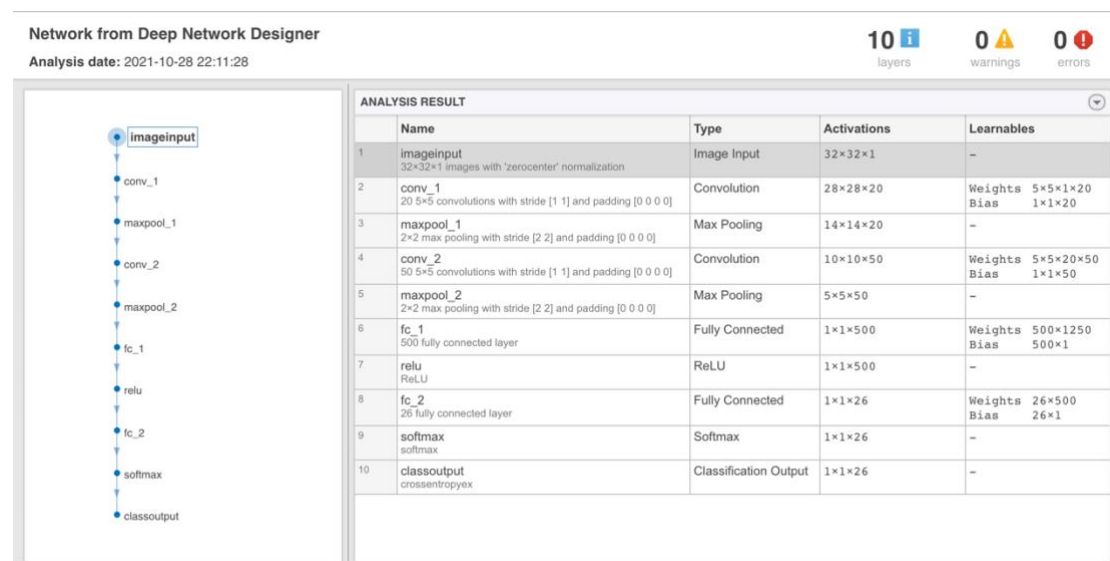 Network from Deep Network Designer
Analysis date: 2021-10-28 22:11:28
10 i
layers
0
warnings
0
errors
imageinput
conv_1
maxpool_1
conv_2
maxpool_2
fc_1
relu
fc_2
softmax
classoutput
ANALYSIS RESULT
Name Type Activations Learnables
1 imageinput Image Input 32×32×1 –
32×32×1 images with 'zerocenter' normalization
2 conv_1 Convolution 28×28×20 Weights 5×5×1×20
20 5×5 convolutions with stride [1 1] and padding [0 0 0 0] Bias 1×1×20
3 maxpool_1 Max Pooling 14×14×20 –
2×2 max pooling with stride [2 2] and padding [0 0 0 0]
4 conv_2 Convolution 10×10×50 Weights 5×5×20×50
50 5×5 convolutions with stride [1 1] and padding [0 0 0 0] Bias 1×1×50
5 maxpool_2 Max Pooling 5×5×50 –
2×2 max pooling with stride [2 2] and padding [0 0 0 0]
6 fc_1 Fully Connected 1×1×500 Weights 500×1250
500 fully connected layer Bias 500×1
7 relu ReLU 1×1×500 –
ReLU
8 fc_2 Fully Connected 1×1×26 Weights 26×500
26 fully connected layer Bias 26×1
9 softmax Softmax 1×1×26 –
softmax
10 classoutput Classification Output 1×1×26 –
crossentropyex